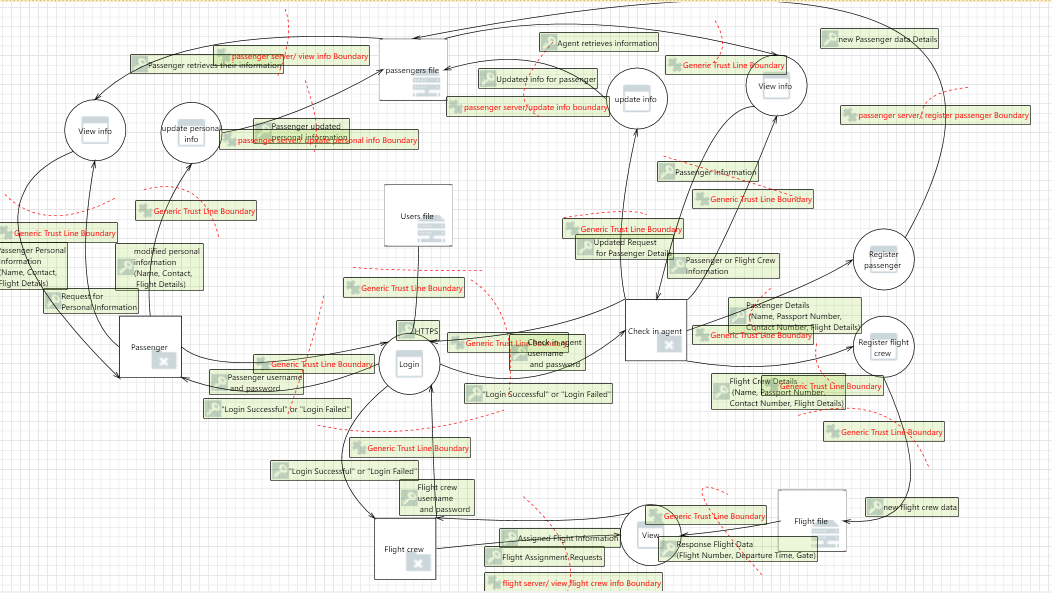 new Passenger data Details
Agent retrieves information
passenger server/ view info Boundary
Passenger retrieves their information
Generic Trust Line Boundary
passengers file
Updated info for passenger
View info
update info
passenger server/update info boundary
passenger server/ register passenger Boundary
View info
update personal
info
Passenger updated
personal information
passenger server/ update personal info Boundary
Passenger Information
Generic Trust Line Boundary
Generic Trust Line Boundary
Users file
Generic Trust Line Boundary
Generic Trust Line Boundary
Updated Request
for Passenger Details
Passenger Personal
Information
(Name, Contact,
Flight Details)
modified personal
information
(Name, Contact,
Flight Details)
Passenger or Flight Crew
Information
Register
passenger
Generic Trust Line Boundary
Request for
Personal Information
Passenger Details
(Name, Passport Number,
Contact Number, Flight Details)
HTTPS
Check in agent
Generic Trust Line Boundary
Passenger
Generic Trust Line Boundary
Check in agent
username
and password
Register flight
crew
Generic Trust Line Boundary
Login
Passenger username
and password
Flight Crew Details
(Name, Passport Number,
Contact Number, Flight Details)
Generic Trust Line Boundary
"Login Successful" or "Login Failed"
"Login Successful" or "Login Failed"
Generic Trust Line Boundary
Generic Trust Line Boundary
"Login Successful" or "Login Failed"
Flight crew
username
and password
new flight crew data
Generic Trust Line Boundary
Flight file
View
Assigned Flight Information
Response Flight Data
(Flight Number, Departure Time, Gate)
Flight crew
Flight Assignment Requests
flight server/ view flight crew info Boundary